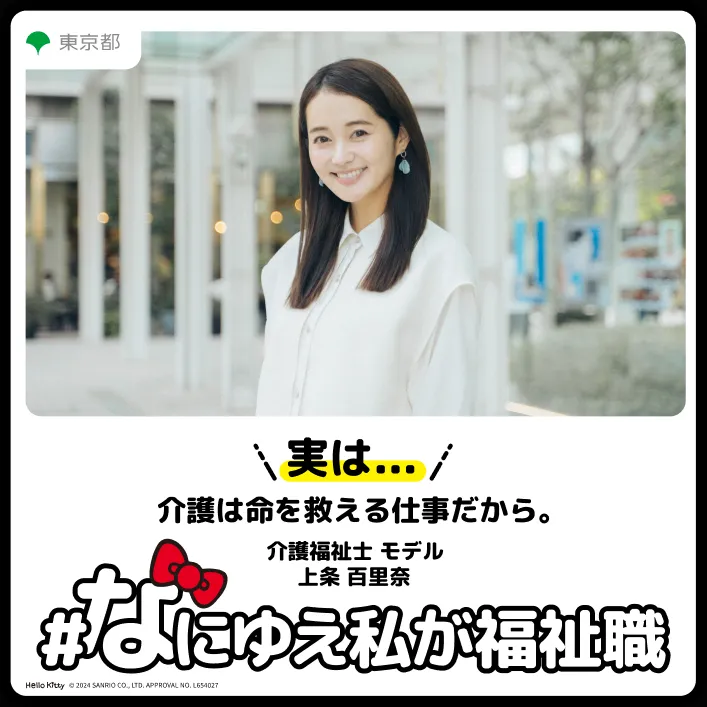 東京都
実は…
介護は命を救える仕事だから。
介護福祉士 モデル
上条 百里奈
#なにゆえ私が福祉職
Hello Kitty © 2024 SANRIO CO., LTD. APPROVAL NO. L654027